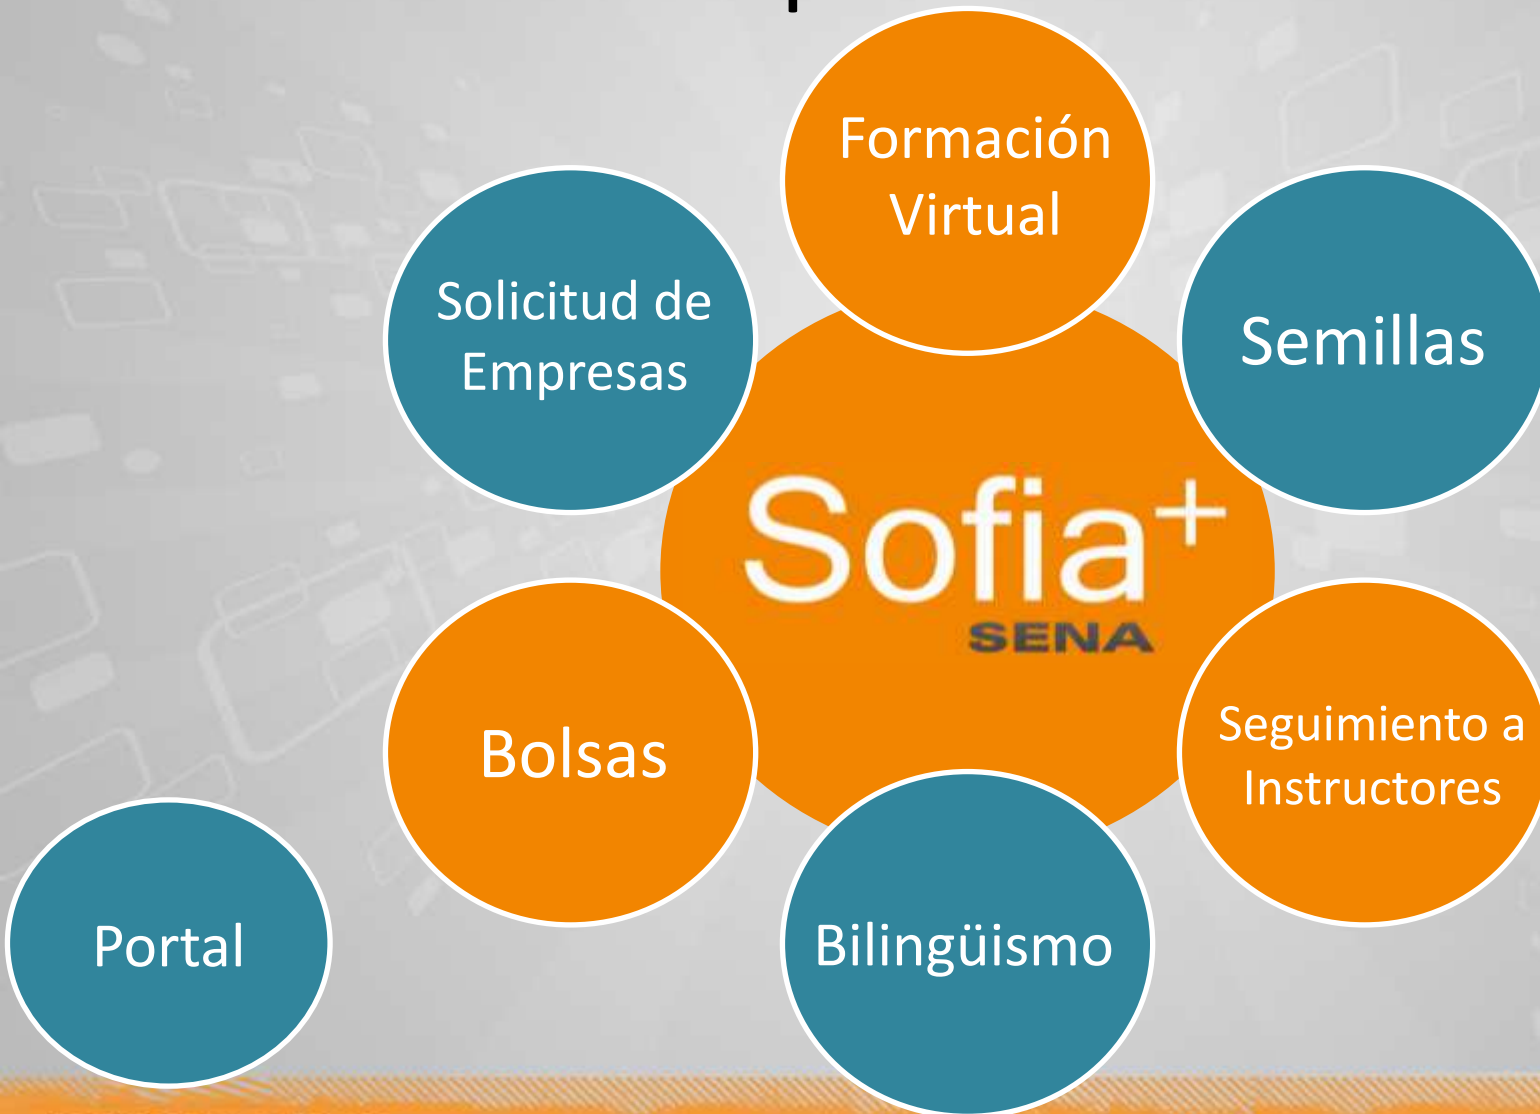 Formación
Virtual
Solicitud de
Empresas
Semillas
Sofia+
SENA
Bolsas
Seguimiento a
Instructores
Portal
Bilingüismo